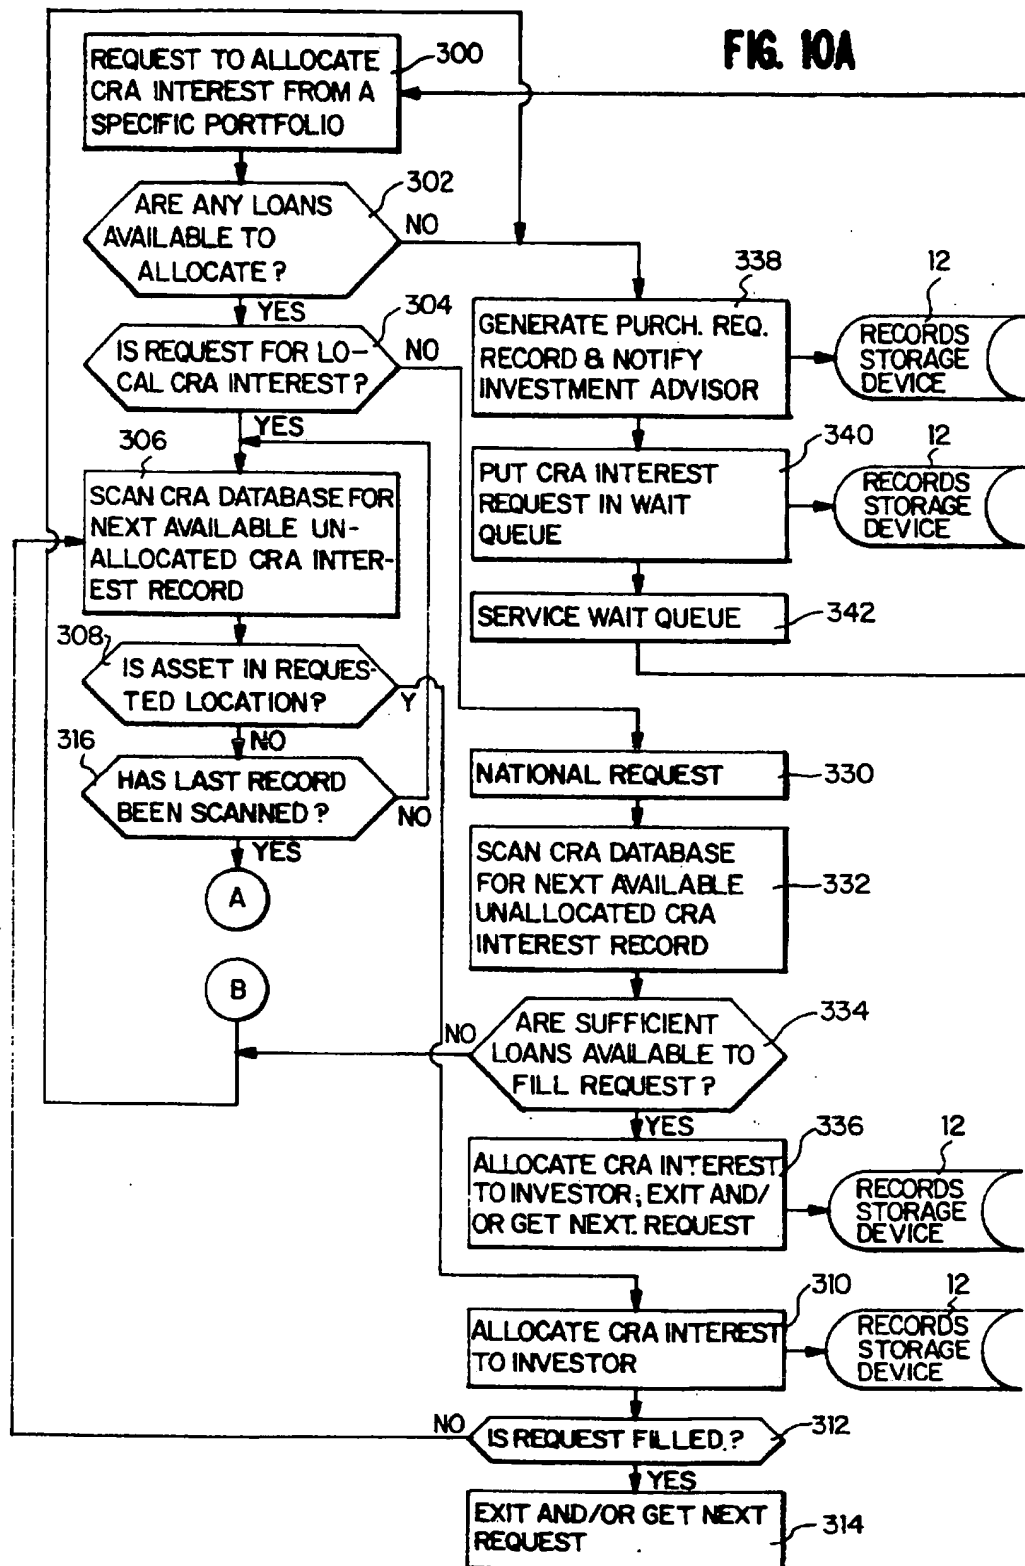 FIG. 10A
REQUEST TO ALLOCATE
CRA INTEREST FROM A
SPECIFIC PORTFOLIO
300
ARE ANY LOANS
AVAILABLE TO
ALLOCATE?
302
NO
YES
IS REQUEST FOR LO-
CAL CRA INTEREST?
304
NO
YES
306
SCAN CRA DATABASE FOR
NEXT AVAILABLE UN-
ALLOCATED CRA INTER-
EST RECORD
308
IS ASSET IN REQUES-
TED LOCATION?
Y
NO
316
HAS LAST RECORD
BEEN SCANNED?
NO
YES
A
B
338
GENERATE PURCH. REQ.
RECORD & NOTIFY
INVESTMENT ADVISOR
12
RECORDS
STORAGE
DEVICE
340
PUT CRA INTEREST
REQUEST IN WAIT
QUEUE
12
RECORDS
STORAGE
DEVICE
SERVICE WAIT QUEUE
342
NATIONAL REQUEST
330
SCAN CRA DATABASE
FOR NEXT AVAILABLE
UNALLOCATED CRA
INTEREST RECORD
332
ARE SUFFICIENT
LOANS AVAILABLE TO
FILL REQUEST?
334
NO
YES
336
ALLOCATE CRA INTEREST
TO INVESTOR; EXIT AND/
OR GET NEXT. REQUEST
12
RECORDS
STORAGE
DEVICE
310
ALLOCATE CRA INTEREST
TO INVESTOR
12
RECORDS
STORAGE
DEVICE
NO
IS REQUEST FILLED.?
312
YES
EXIT AND/OR GET NEXT
REQUEST
314